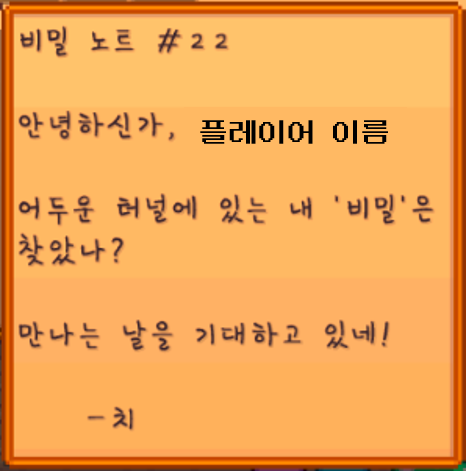 비밀 노트 #22
안녕하신가, 플레이어 이름
어두운 터널에 있는 내 '비밀'은
찾았나?
만나는 날을 기대하고 있네!
-치